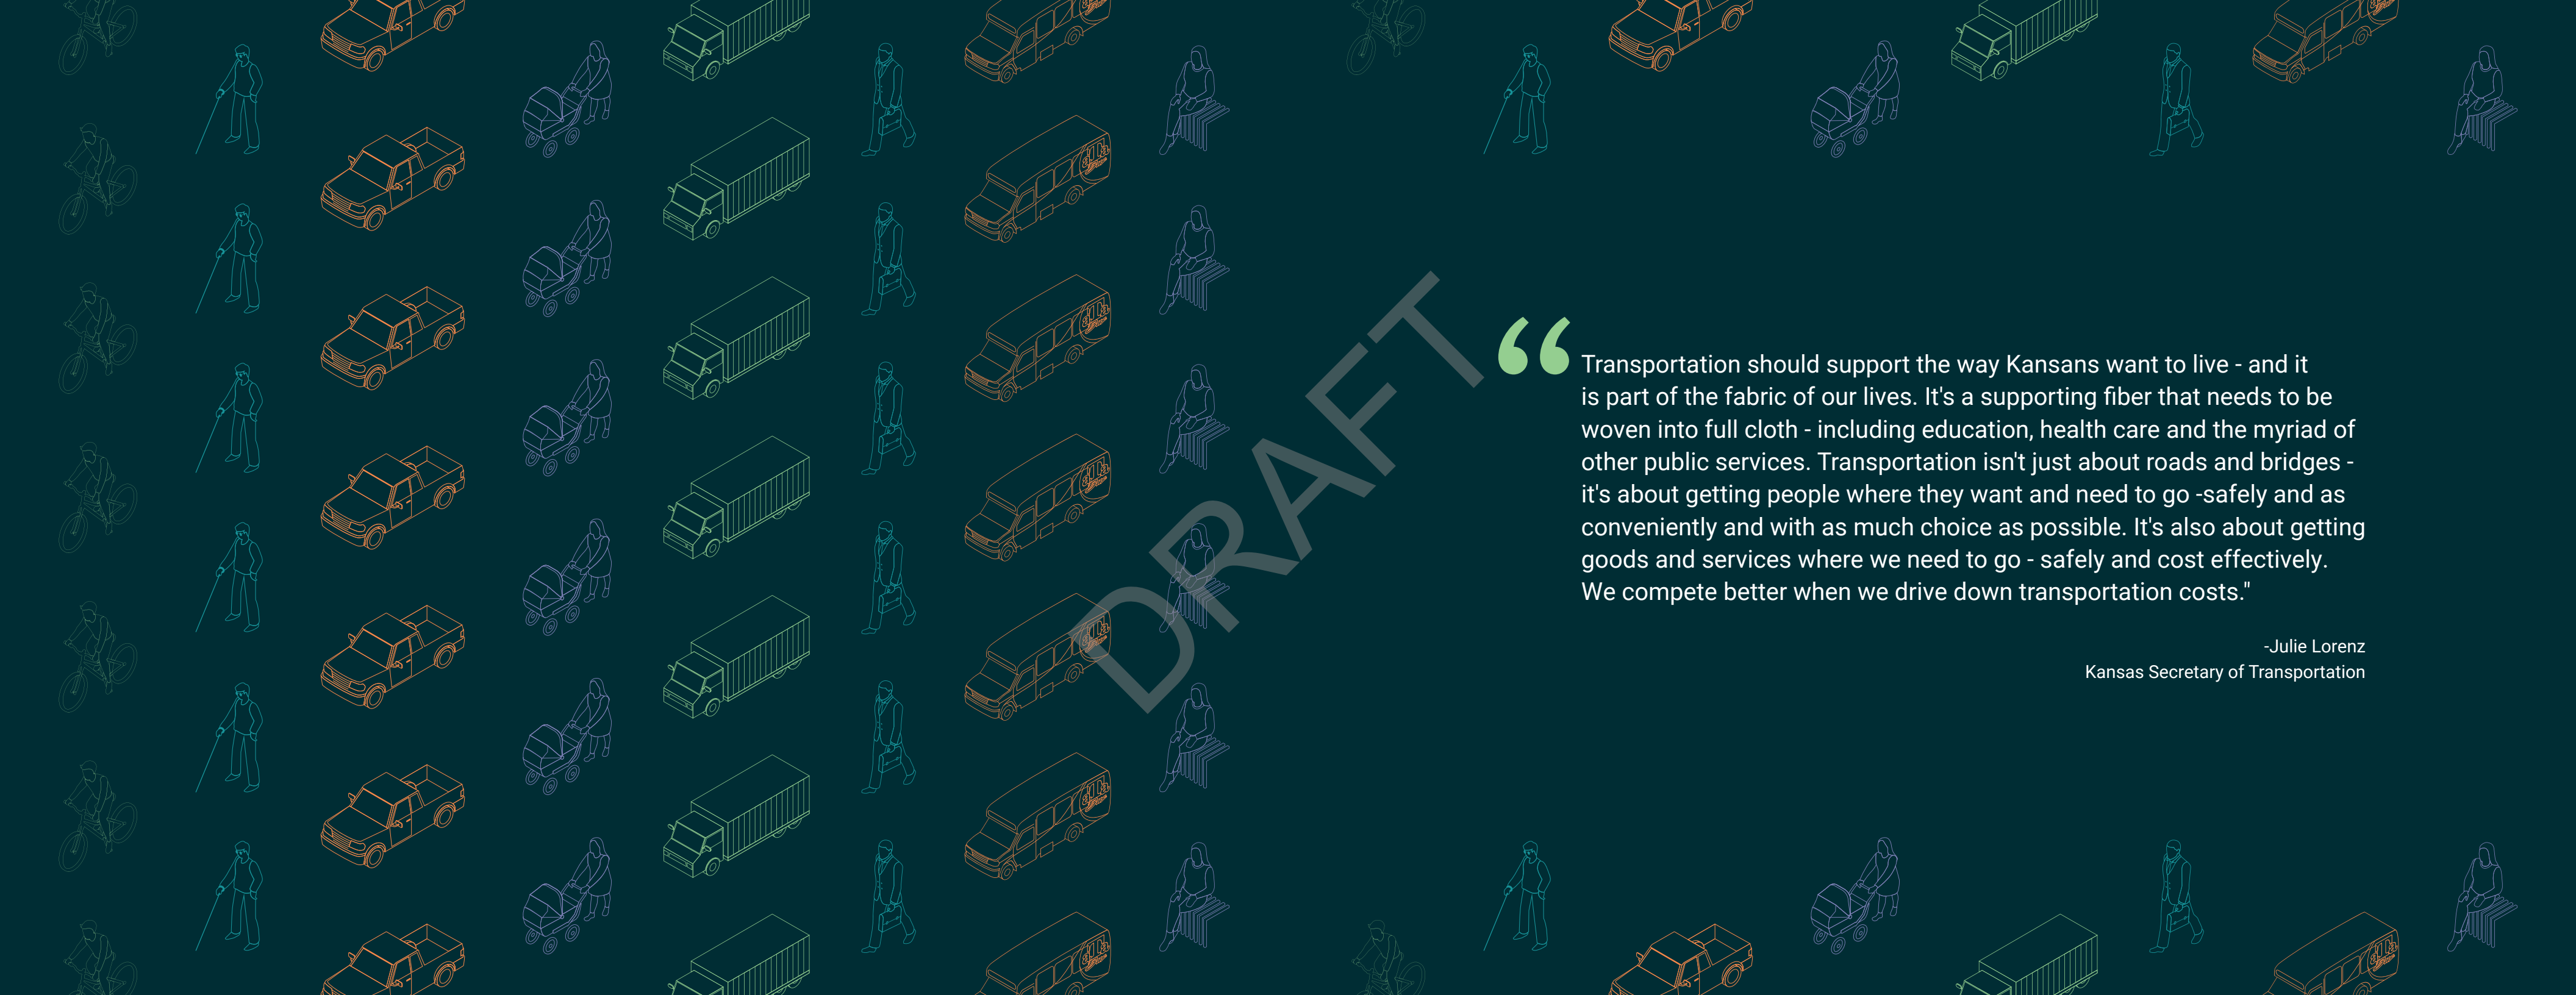 “
Transportation should support the way Kansans want to live - and it
is part of the fabric of our lives. It's a supporting fiber that needs to be
woven into full cloth - including education, health care and the myriad of
other public services. Transportation isn't just about roads and bridges -
it's about getting people where they want and need to go -safely and as
conveniently and with as much choice as possible. It's also about getting
goods and services where we need to go - safely and cost effectively.
We compete better when we drive down transportation costs."
-Julie Lorenz
Kansas Secretary of Transportation
DRAFT